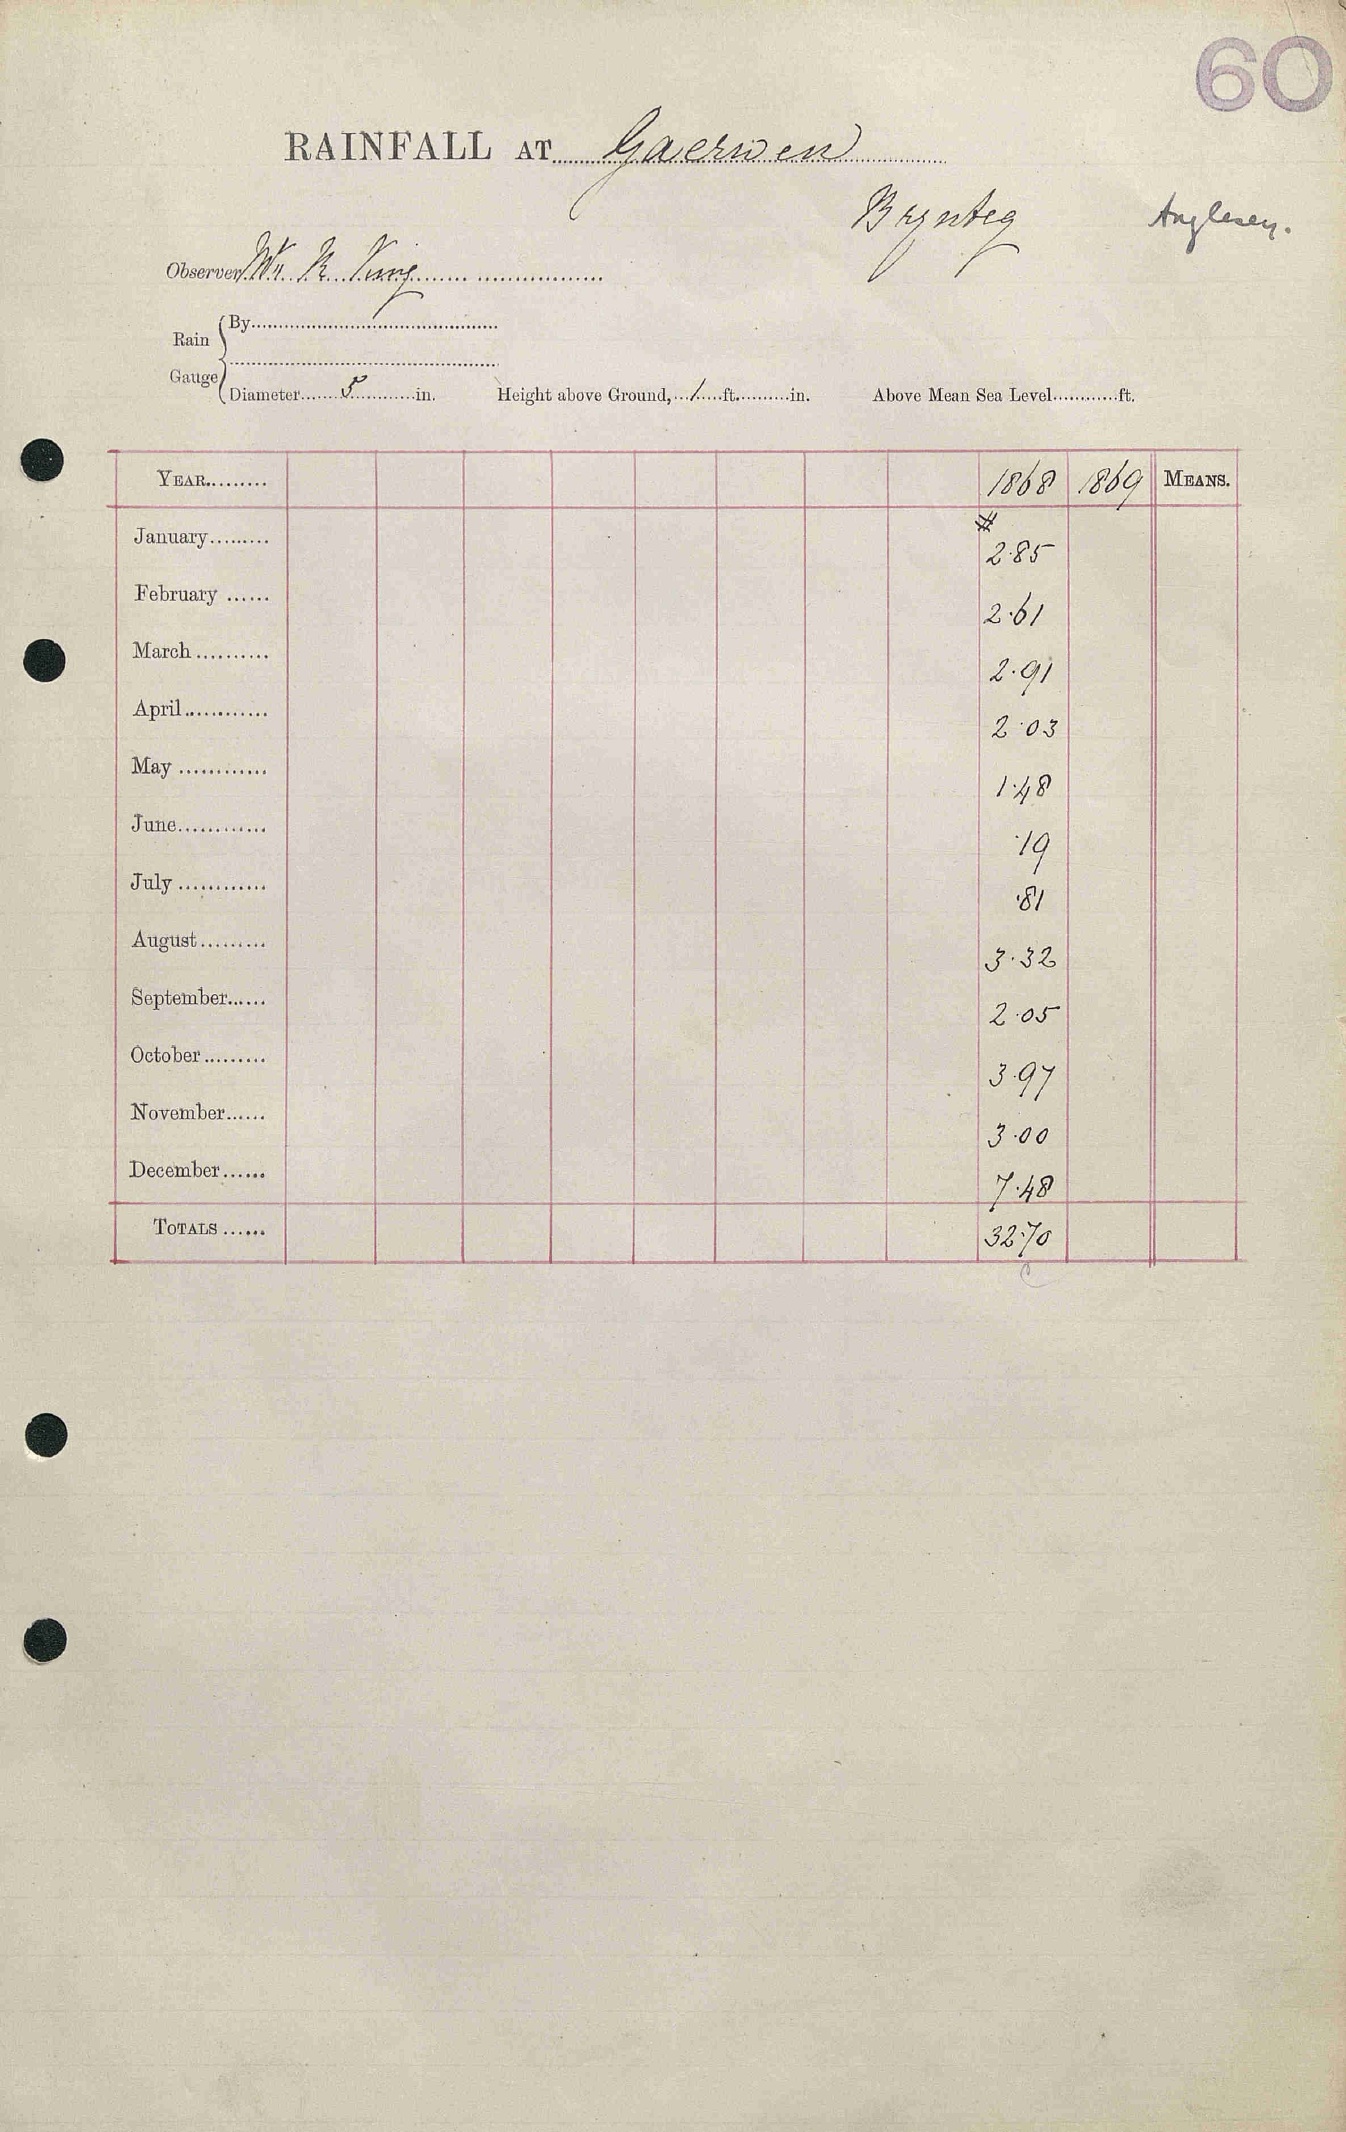 60
RAINFALL AT Gaerwen
Brynteg Anglesey.
Observer Mr R. King
Rain Gauge
By
Diameter 5 in. Height above Ground, 1 ft. in. Above Mean Sea Level ft.
YEAR 1868 1869 MEANS.
January 2.85
February 2.61
March 2.91
April 2.03
May 1.48
June .19
July .81
August 3.32
September 2.05
October 3.97
November 3.00
December 7.48
TOTALS 32.70